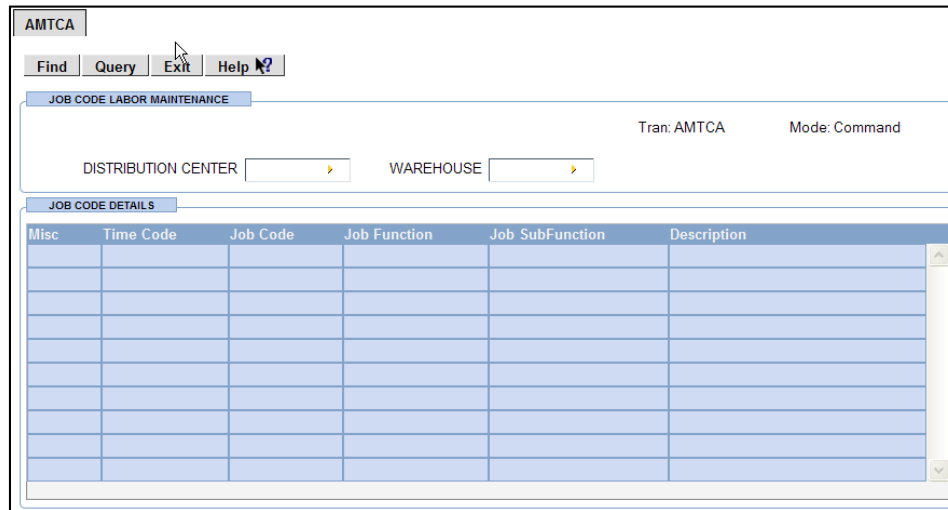 AMTCA
Find Query Exit Help ?
JOB CODE LABOR MAINTENANCE
Tran: AMTCA Mode: Command
DISTRIBUTION CENTER WAREHOUSE
JOB CODE DETAILS
Misc Time Code Job Code Job Function Job SubFunction Description